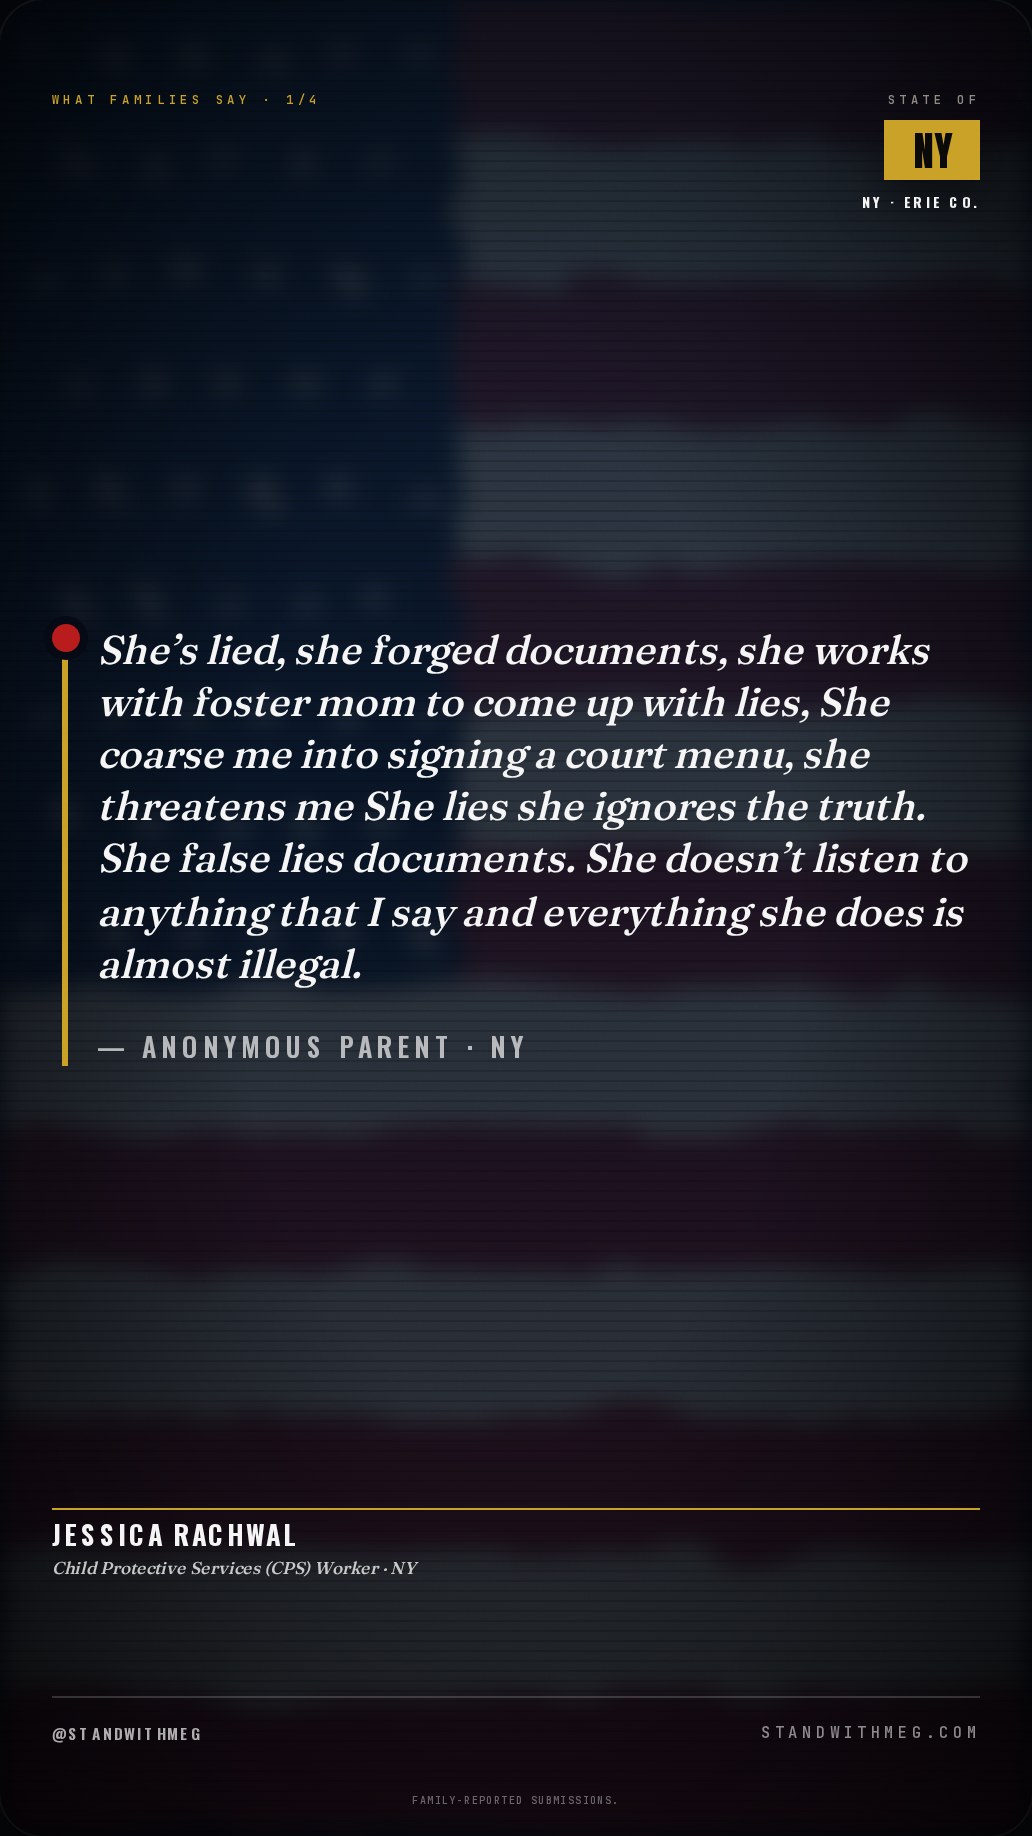 WHAT FAMILIES SAY · 1/4
STATE OF
NY
NY · ERIE CO.
She’s lied, she forged documents, she works
with foster mom to come up with lies, She
coarse me into signing a court menu, she
threatens me She lies she ignores the truth.
She false lies documents. She doesn’t listen to
anything that I say and everything she does is
almost illegal.
— ANONYMOUS PARENT · NY
JESSICA RACHWAL
Child Protective Services (CPS) Worker · NY
@STANDWITHMEG
STANDWITHMEG.COM
FAMILY-REPORTED SUBMISSIONS.